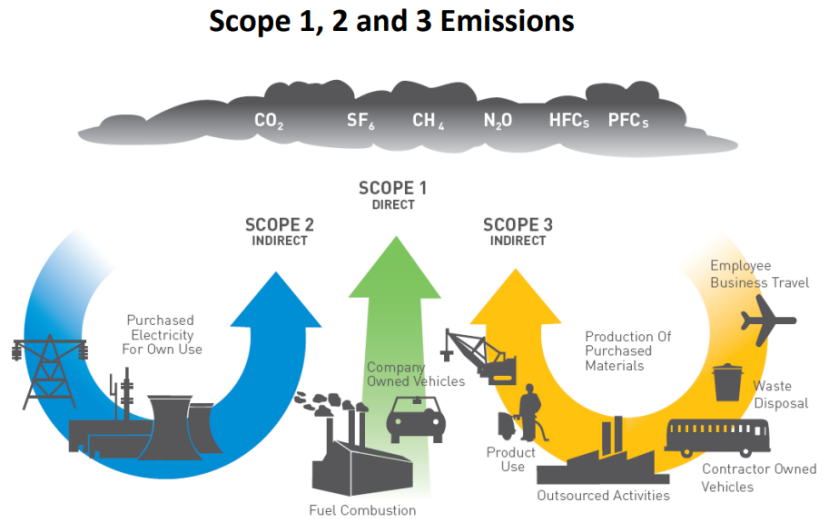 Scope 1, 2 and 3 Emissions
CO₂ SF₆ CH₄ N₂O HFCs PFCs
SCOPE 1
DIRECT
SCOPE 2
INDIRECT
SCOPE 3
INDIRECT
Purchased
Electricity
For Own Use
Company
Owned Vehicles
Fuel Combustion
Employee
Business Travel
Production Of
Purchased
Materials
Waste
Disposal
Product
Use
Contractor Owned
Vehicles
Outsourced Activities